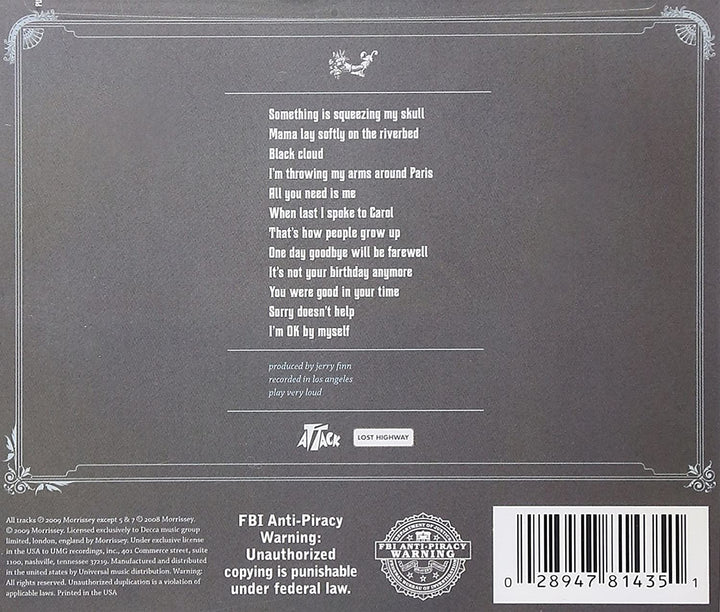 Something is squeezing my skull
Mama lay softly on the riverbed
Black cloud
I'm throwing my arms around Paris
All you need is me
When last I spoke to Carol
That's how people grow up
One day goodbye will be farewell
It's not your birthday anymore
You were good in your time
Sorry doesn't help
I'm OK by myself
produced by jerry finn
recorded in los angeles
play very loud
ATTACK LOST HIGHWAY
All tracks ℗ 2009 Morrissey except 5 & 7 ℗ 2008 Morrissey.
© 2009 Morrissey. Licensed exclusively to Decca music group
limited, london, england by Morrissey. Under exclusive license
in the USA to UMG recordings, inc., 401 Commerce street, suite
1100, nashville, tennessee 37219. Manufactured and distributed
in the united states by Universal music distribution. Warning:
All rights reserved. Unauthorized duplication is a violation of
applicable laws. Printed in the USA
FBI Anti-Piracy
Warning:
Unauthorized
copying is punishable
under federal law.
FBI ANTI-PIRACY
WARNING
0 28947 81435 1